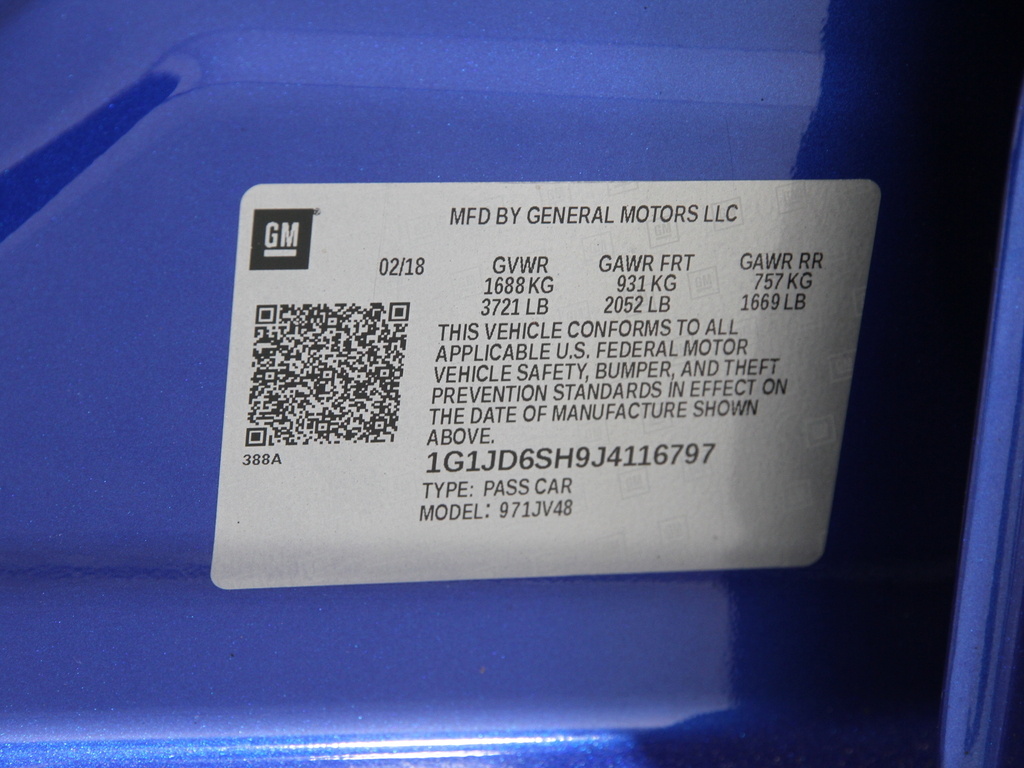 GM
MFD BY GENERAL MOTORS LLC
02/18
GVWR GAWR FRT GAWR RR
1688 KG 931 KG 757 KG
3721 LB 2052 LB 1669 LB
THIS VEHICLE CONFORMS TO ALL
APPLICABLE U.S. FEDERAL MOTOR
VEHICLE SAFETY, BUMPER, AND THEFT
PREVENTION STANDARDS IN EFFECT ON
THE DATE OF MANUFACTURE SHOWN
ABOVE.
388A
1G1JD6SH9J4116797
TYPE: PASS CAR
MODEL: 971JV48